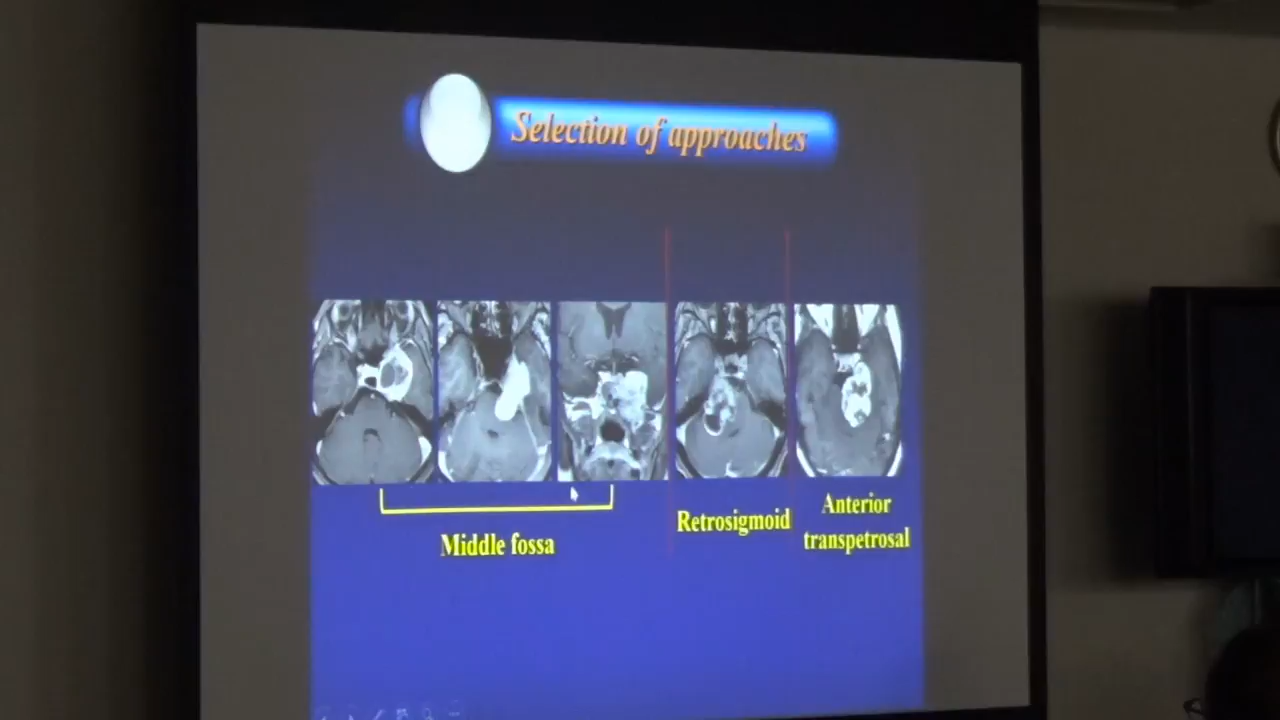 Selection of approaches
Middle fossa
Retrosigmoid
Anterior
transpetrosal